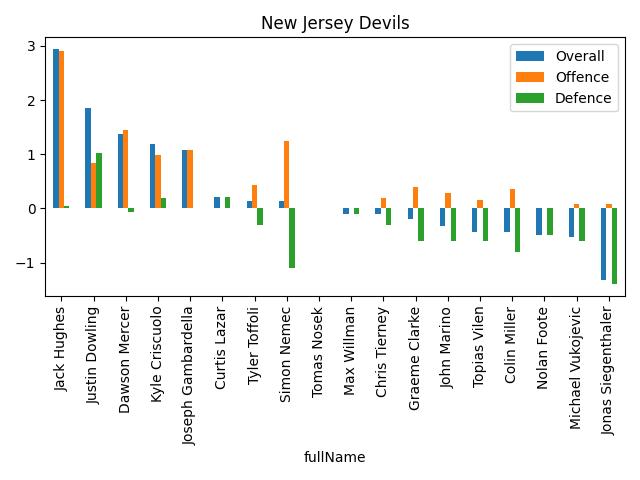 New Jersey Devils
Overall
Offence
Defence
3
2
1
0
−1
Jack Hughes
Justin Dowling
Dawson Mercer
Kyle Criscuolo
Joseph Gambardella
Curtis Lazar
Tyler Toffoli
Simon Nemec
Tomas Nosek
Max Willman
Chris Tierney
Graeme Clarke
John Marino
Topias Vilen
Colin Miller
Nolan Foote
Michael Vukojevic
Jonas Siegenthaler
fullName